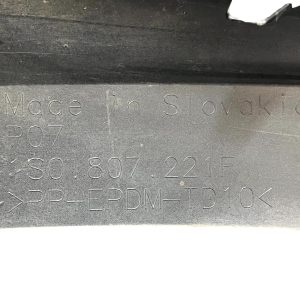 Made in Slovakia
P07
1S0.807.221F
>PP-EPDM-TD10<